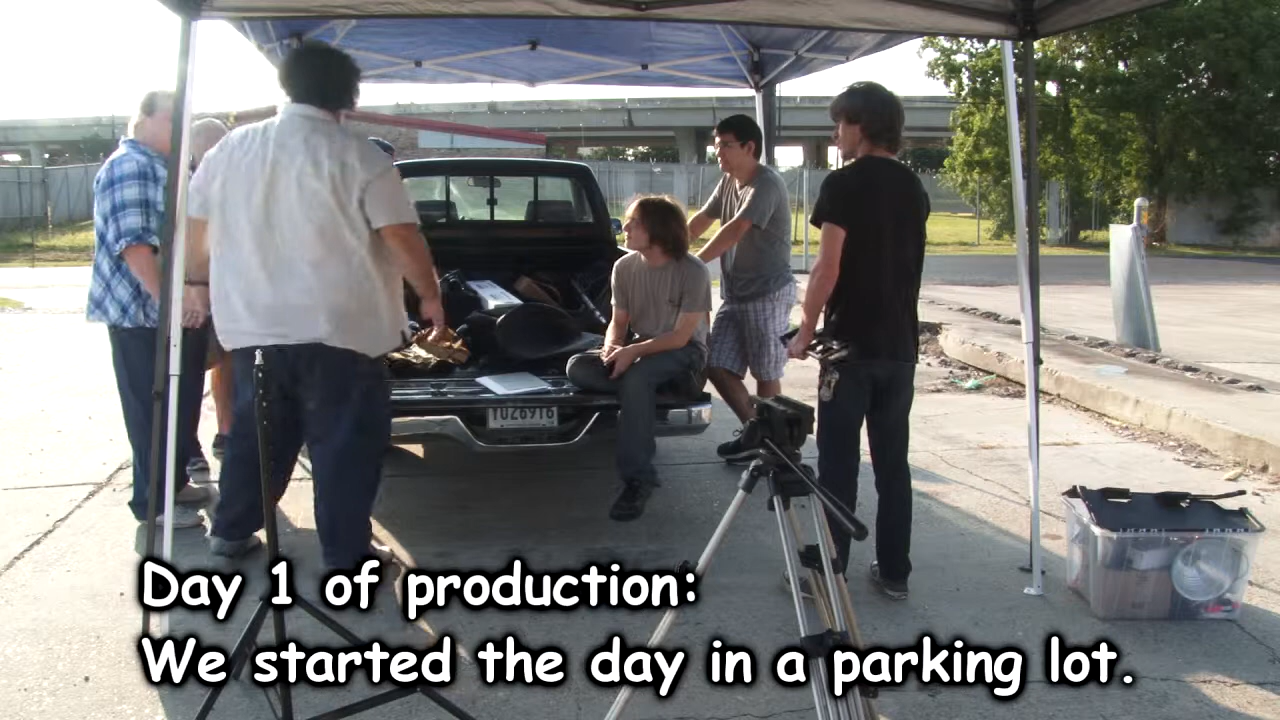 Day 1 of production:
We started the day in a parking lot.